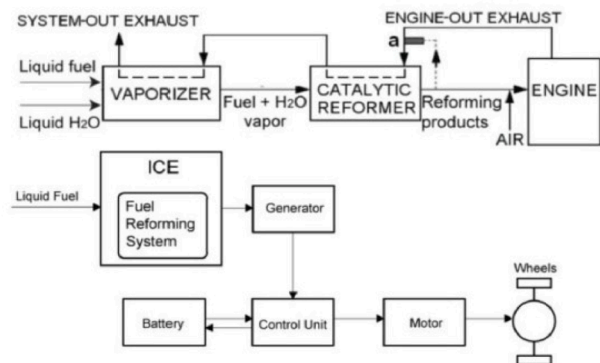 SYSTEM-OUT EXHAUST
ENGINE-OUT EXHAUST
a
Liquid fuel
VAPORIZER
Liquid H2O
Fuel + H2O
vapor
CATALYTIC
REFORMER
Reforming
products
ENGINE
AIR
ICE
Liquid Fuel
Fuel
Reforming
System
Generator
Wheels
Battery
Control Unit
Motor